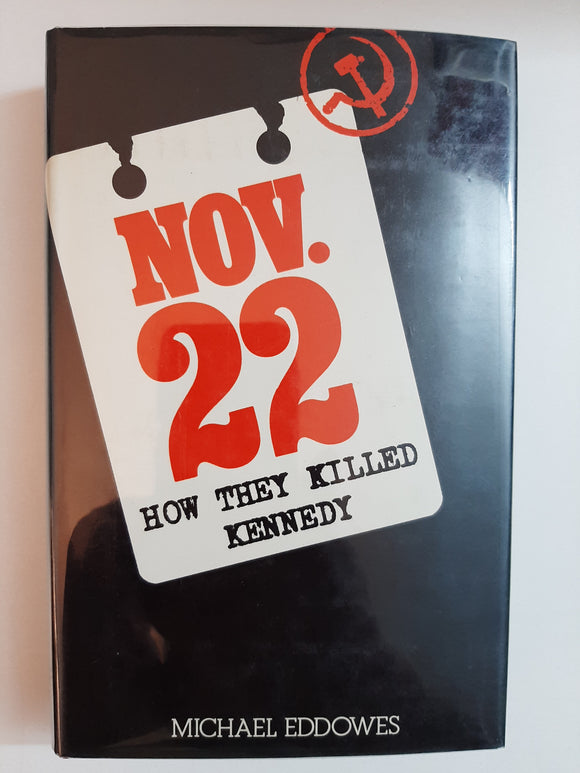 NOV.
22
HOW THEY KILLED
KENNEDY
MICHAEL EDDOWES